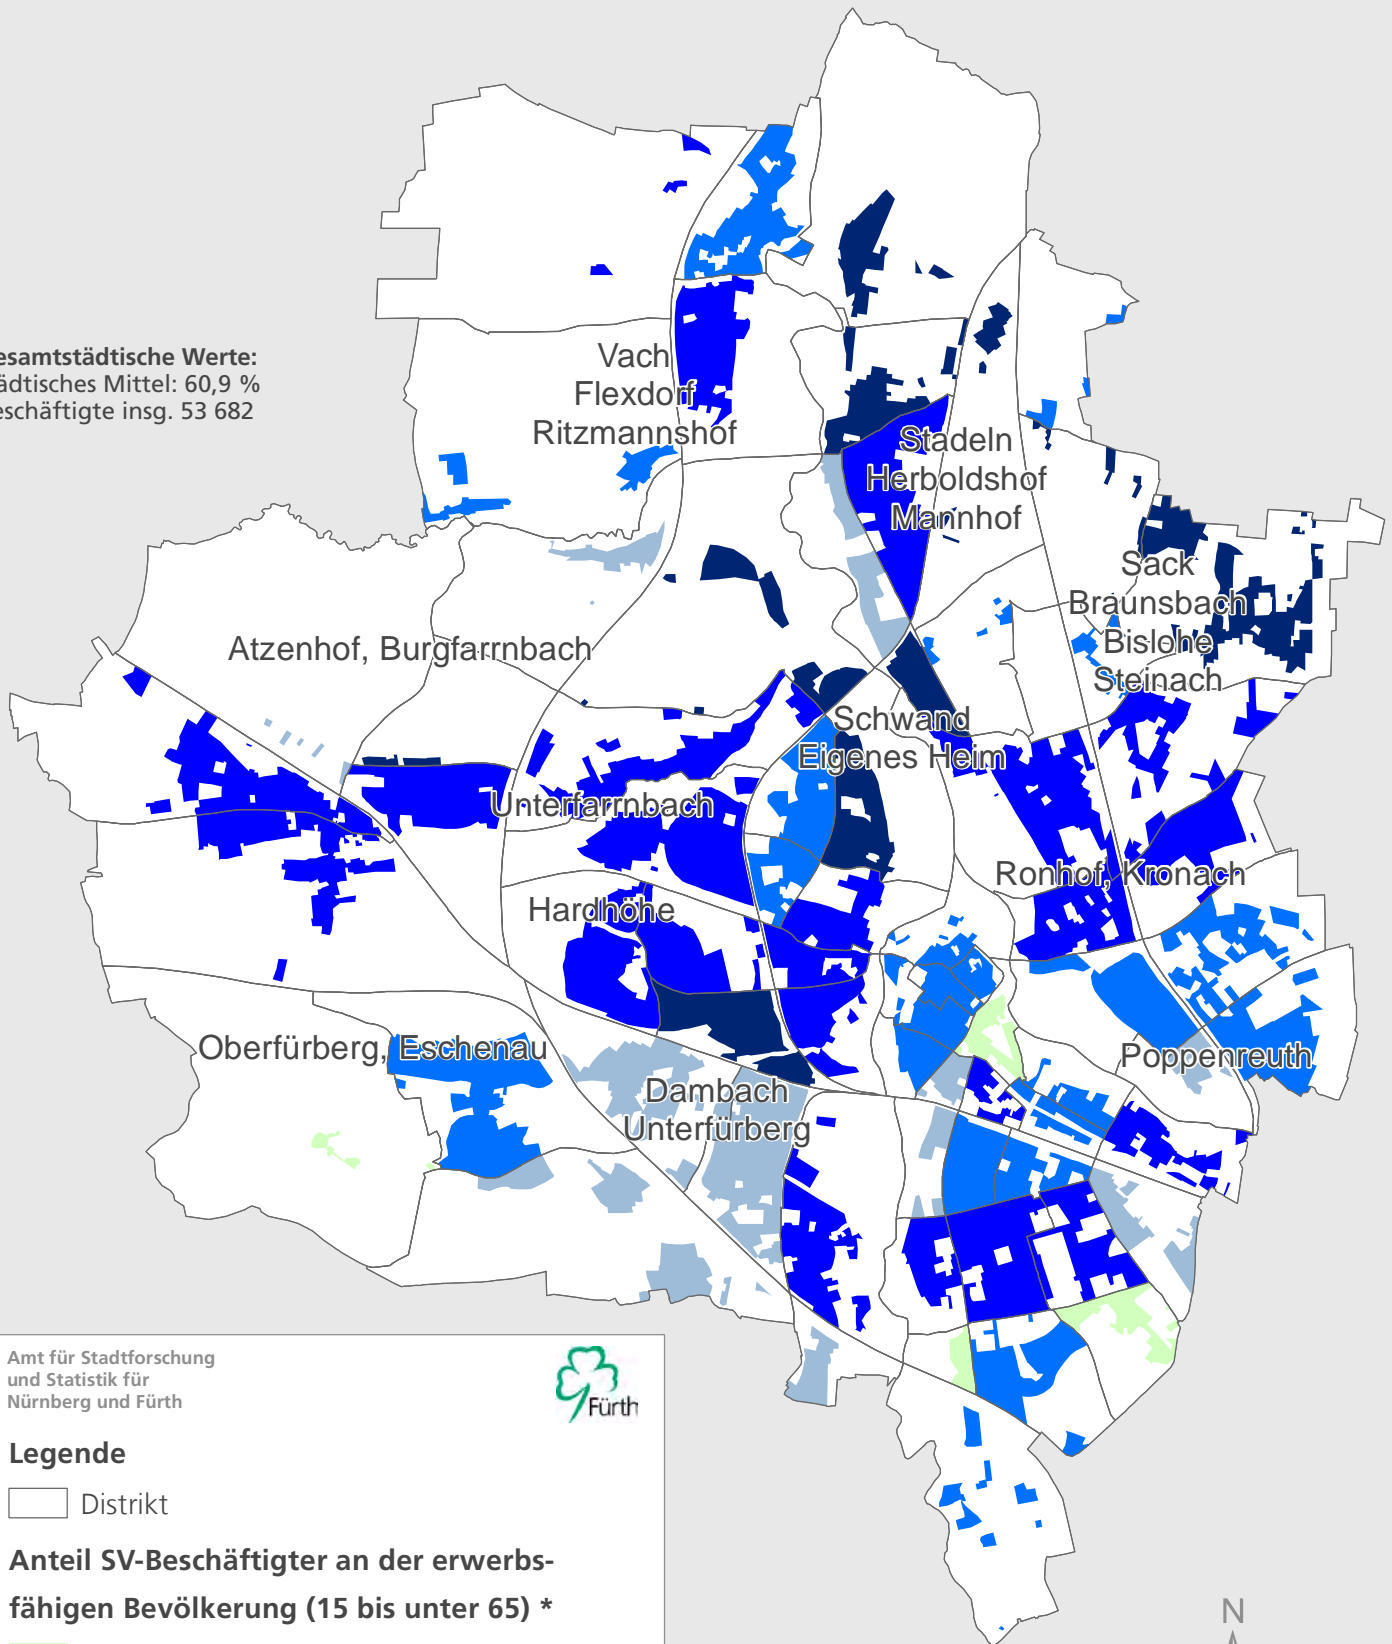 esamtstädtische Werte:
ädtisches Mittel: 60,9 %
eschäftigte insg. 53 682
Vach
Flexdorf
Ritzmannshof
Stadeln
Herboldshof
Mannhof
Sack
Braunsbach
Bislohe
Steinach
Atzenhof, Burgfarrnbach
Schwand
Eigenes Heim
Unterfarrnbach
Ronhof, Kronach
Hardhöhe
Oberfürberg, Eschenau
Poppenreuth
Dambach
Unterfürberg
Amt für Stadtforschung
und Statistik für
Nürnberg und Fürth
Fürth
Legende
Distrikt
Anteil SV-Beschäftigter an der erwerbs-
fähigen Bevölkerung (15 bis unter 65) *
N